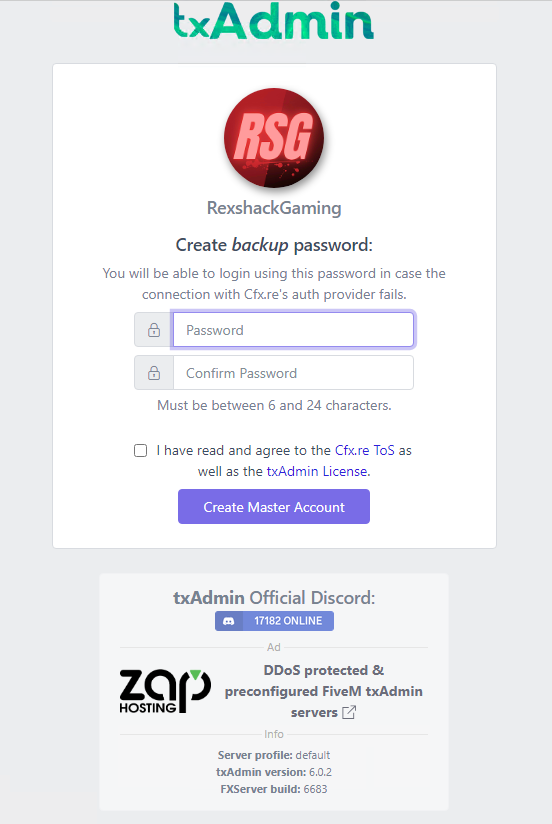 txAdmin
RSG
RexshackGaming
Create backup password:
You will be able to login using this password in case the
connection with Cfx.re's auth provider fails.
Password
Confirm Password
Must be between 6 and 24 characters.
I have read and agree to the Cfx.re ToS as
well as the txAdmin License.
Create Master Account
txAdmin Official Discord:
17182 ONLINE
Ad
zap
HOSTING
DDoS protected &
preconfigured FiveM txAdmin
servers
Info
Server profile: default
txAdmin version: 6.0.2
FXServer build: 6683